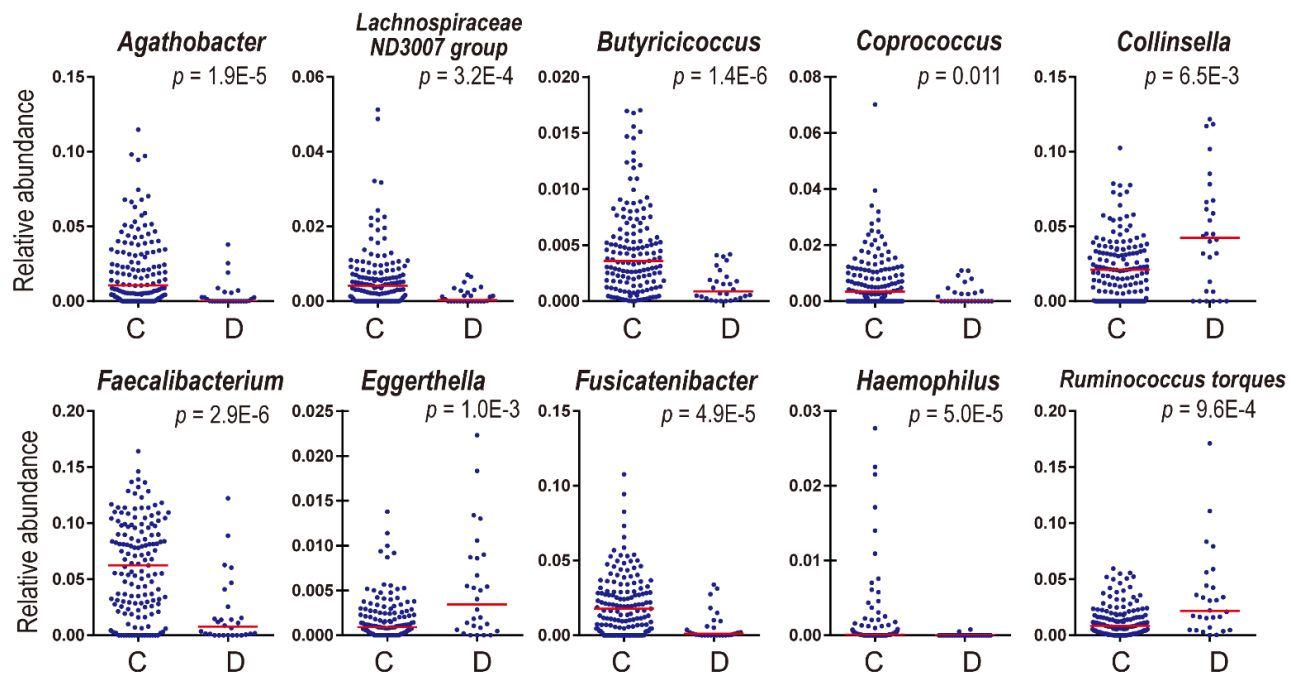 Agathobacter
p = 1.9E-5
Lachnospiraceae
ND3007 group
p = 3.2E-4
Butyricicoccus
p = 1.4E-6
Coprococcus
p = 0.011
Collinsella
p = 6.5E-3
Relative abundance
0.15
0.10
0.05
0.00
C D
0.06
0.04
0.02
0.00
C D
0.020
0.015
0.010
0.005
0.000
C D
0.08
0.06
0.04
0.02
0.00
C D
0.15
0.10
0.05
0.00
C D
Faecalibacterium
p = 2.9E-6
Eggerthella
p = 1.0E-3
Fusicatenibacter
p = 4.9E-5
Haemophilus
p = 5.0E-5
Ruminococcus torques
p = 9.6E-4
Relative abundance
0.20
0.15
0.10
0.05
0.00
C D
0.025
0.020
0.015
0.010
0.005
0.000
C D
0.15
0.10
0.05
0.00
C D
0.03
0.02
0.01
0.00
C D
0.20
0.15
0.10
0.05
0.00
C D